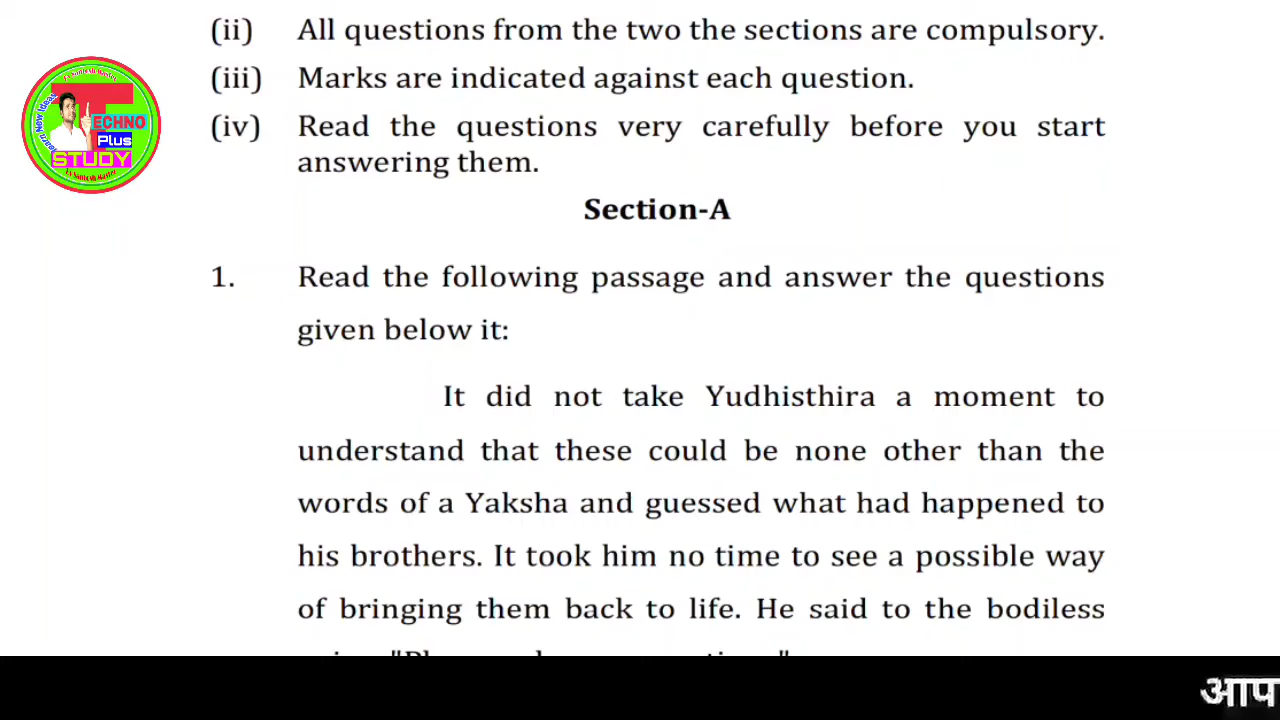 (ii) All questions from the two the sections are compulsory.
(iii) Marks are indicated against each question.
(iv) Read the questions very carefully before you start
answering them.
ECHNO
Plus
STUDY
Section-A
1. Read the following passage and answer the questions
given below it:
It did not take Yudhisthira a moment to
understand that these could be none other than the
words of a Yaksha and guessed what had happened to
his brothers. It took him no time to see a possible way
of bringing them back to life. He said to the bodiless
आप